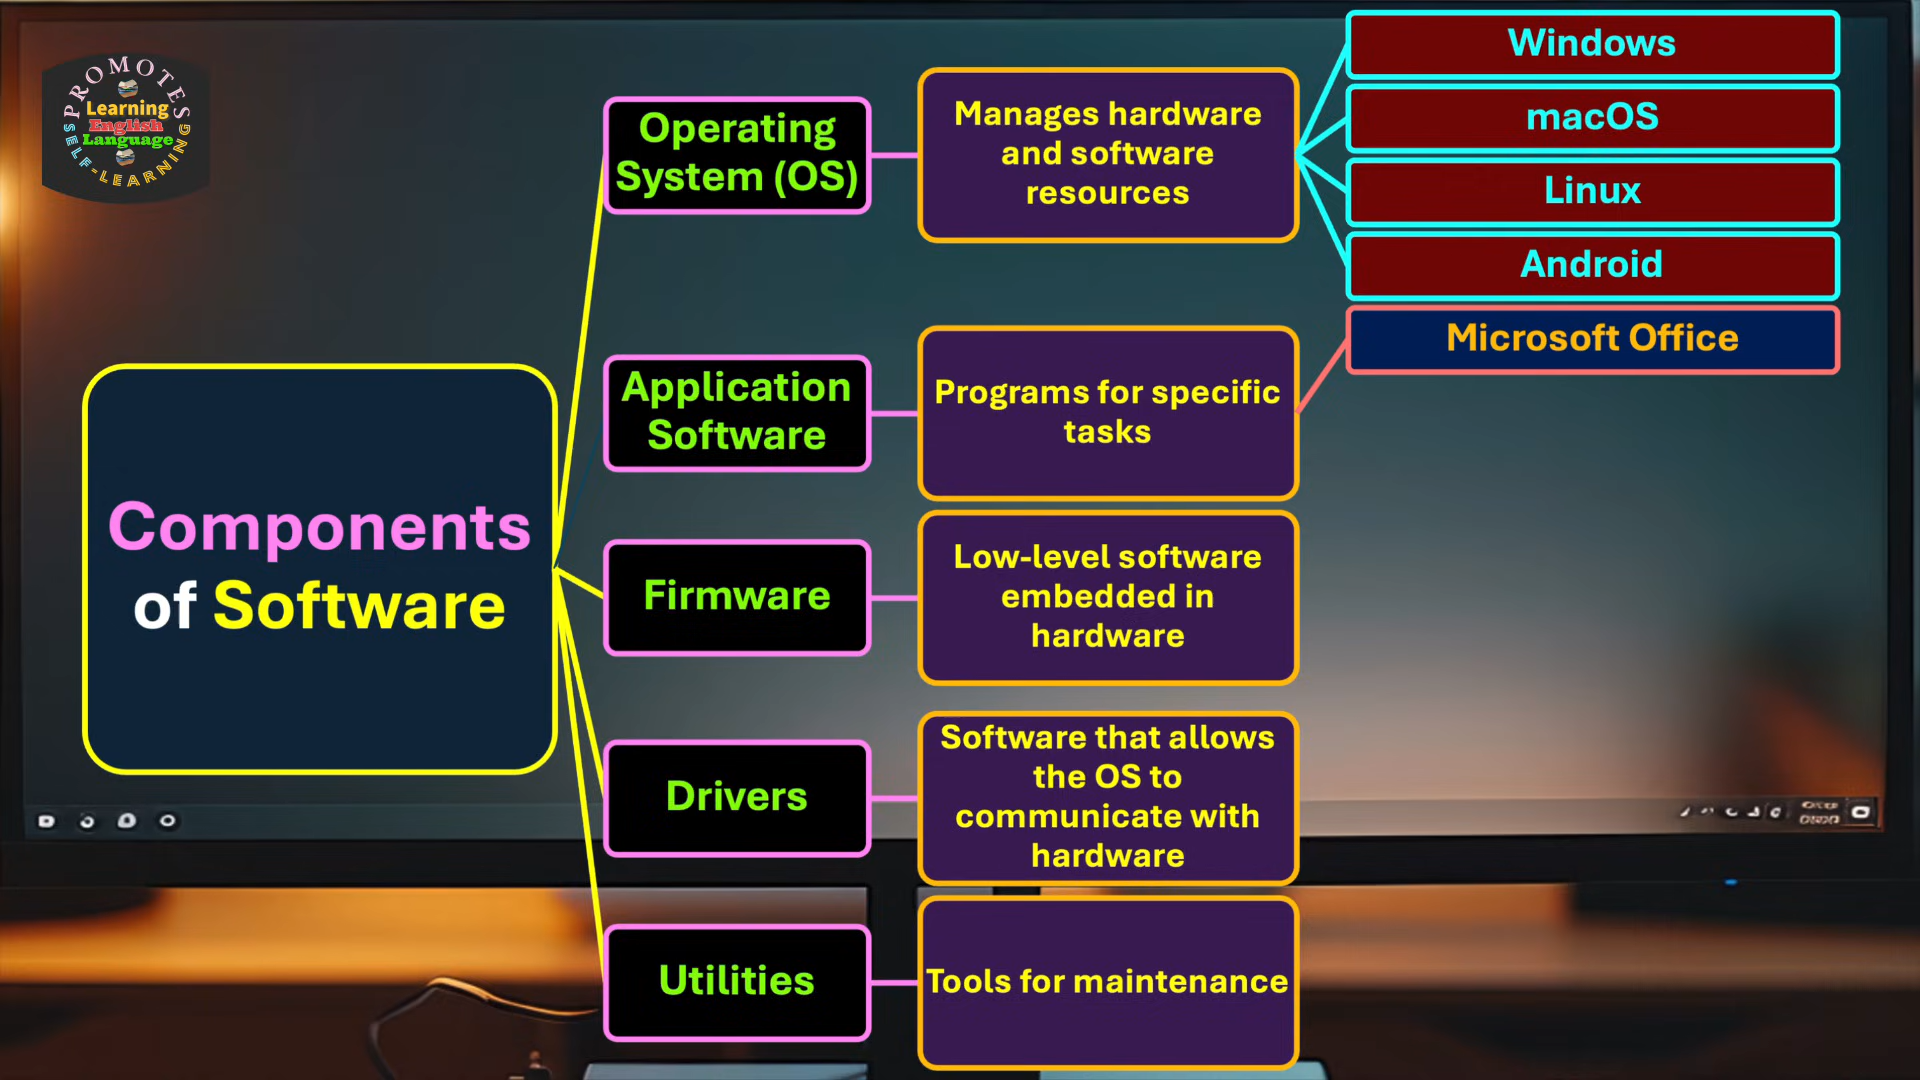 PROMOTES
Learning
English
Language
SELF-LEARNING
Components
of Software
Operating
System (OS)
Manages hardware
and software
resources
Windows
macOS
Linux
Android
Application
Software
Programs for specific
tasks
Microsoft Office
Firmware
Low-level software
embedded in
hardware
Drivers
Software that allows
the OS to
communicate with
hardware
Utilities
Tools for maintenance